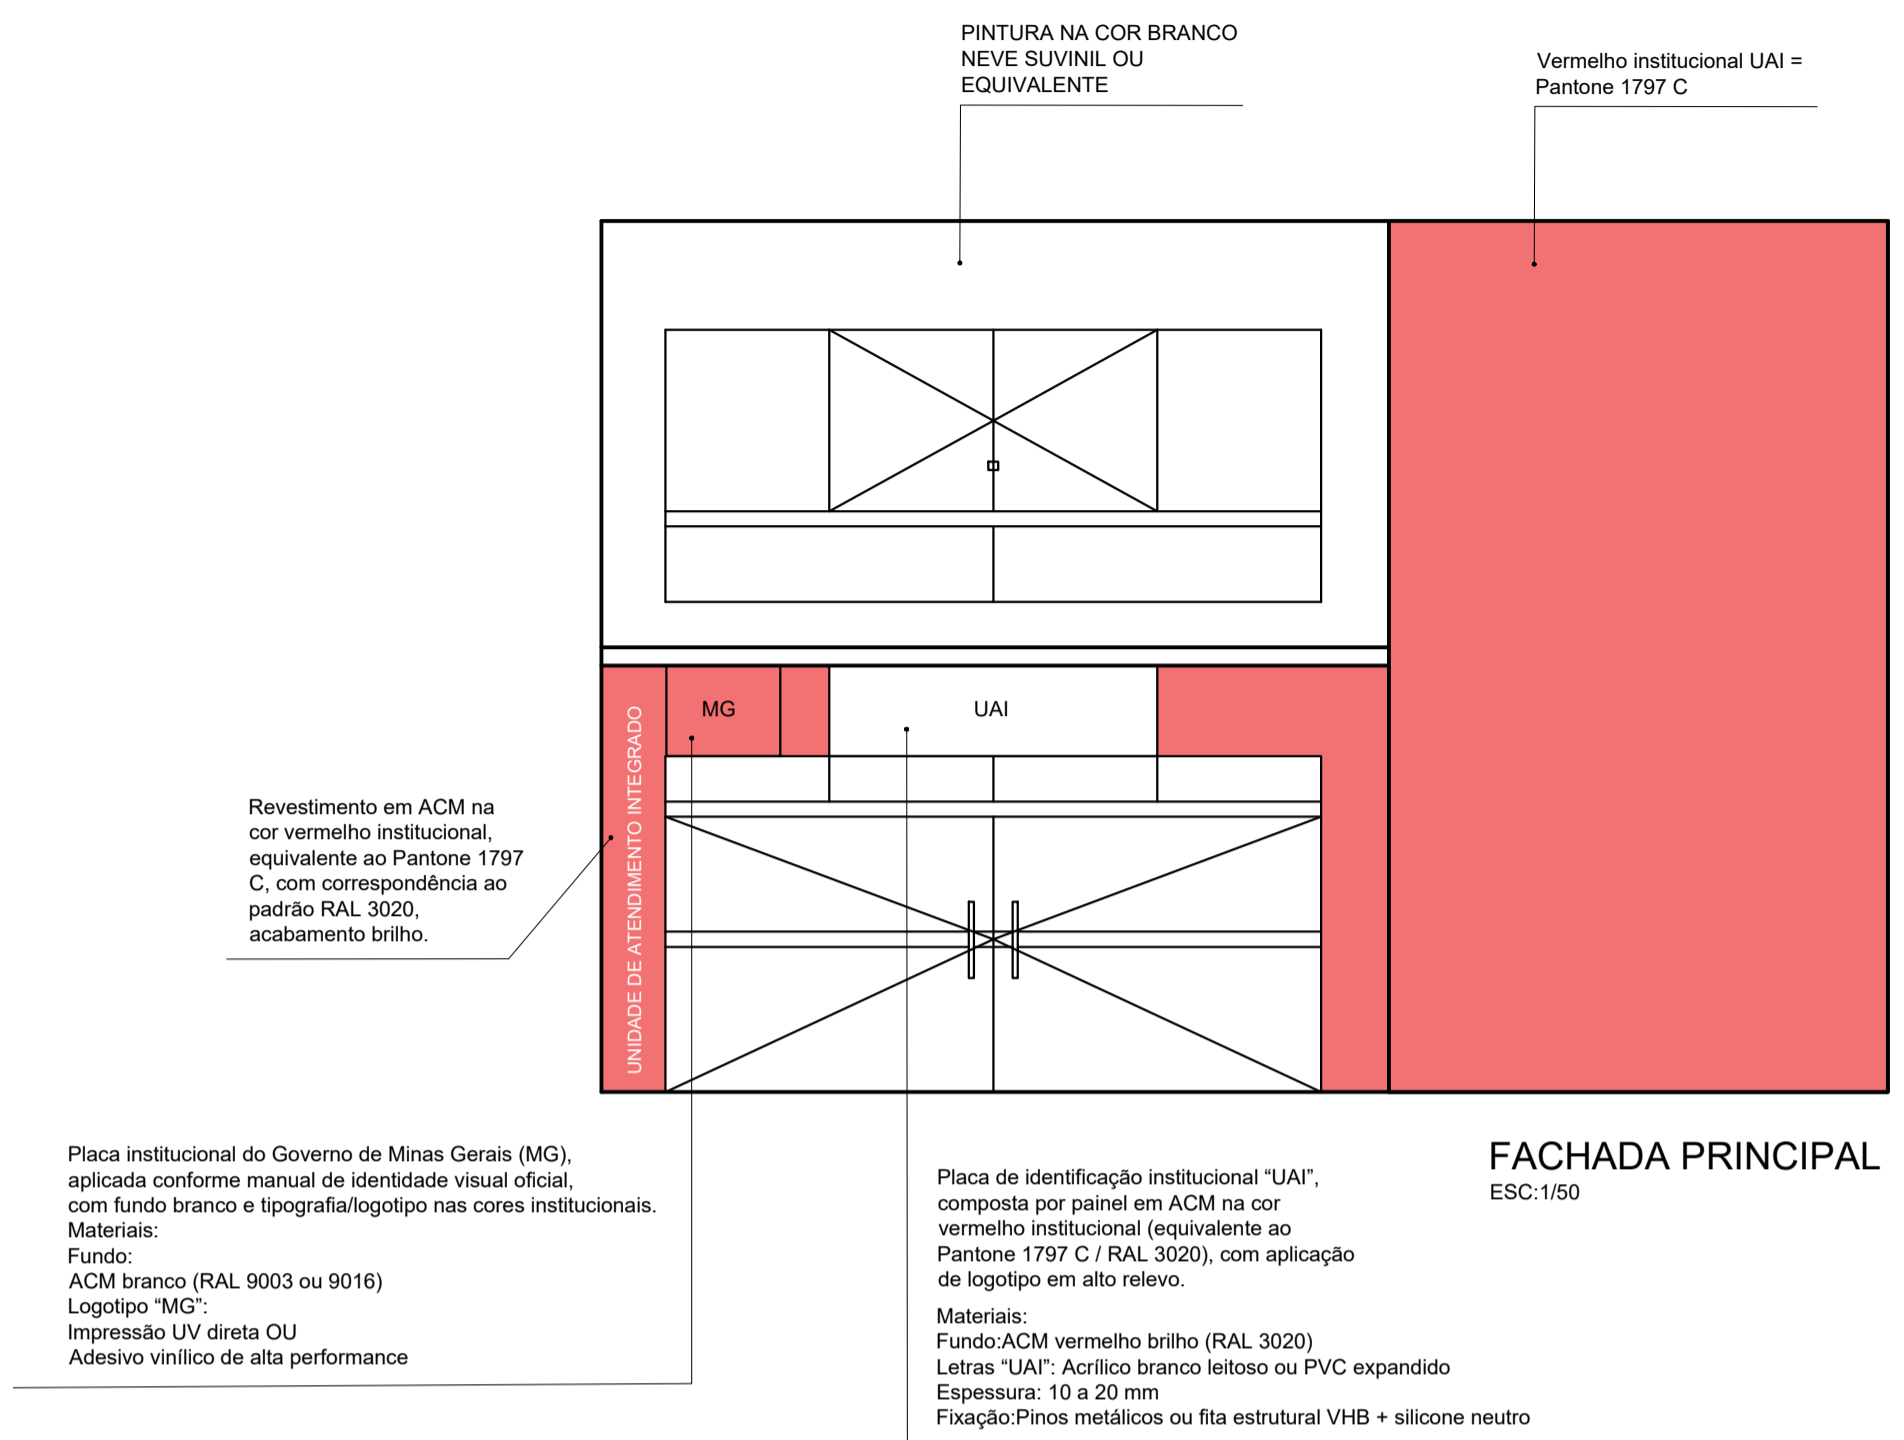 PINTURA NA COR BRANCO
NEVE SUVINIL OU
EQUIVALENTE
Vermelho institucional UAI =
Pantone 1797 C
MG
UAI
UNIDADE DE ATENDIMENTO INTEGRADO
Revestimento em ACM na
cor vermelho institucional,
equivalente ao Pantone 1797
C, com correspondência ao
padrão RAL 3020,
acabamento brilho.
Placa institucional do Governo de Minas Gerais (MG),
aplicada conforme manual de identidade visual oficial,
com fundo branco e tipografia/logotipo nas cores institucionais.
Materiais:
Fundo:
ACM branco (RAL 9003 ou 9016)
Logotipo “MG”:
Impressão UV direta OU
Adesivo vinílico de alta performance
Placa de identificação institucional “UAI”,
composta por painel em ACM na cor
vermelho institucional (equivalente ao
Pantone 1797 C / RAL 3020), com aplicação
de logotipo em alto relevo.
Materiais:
Fundo:ACM vermelho brilho (RAL 3020)
Letras “UAI”: Acrílico branco leitoso ou PVC expandido
Espessura: 10 a 20 mm
Fixação:Pinos metálicos ou fita estrutural VHB + silicone neutro
FACHADA PRINCIPAL
ESC:1/50